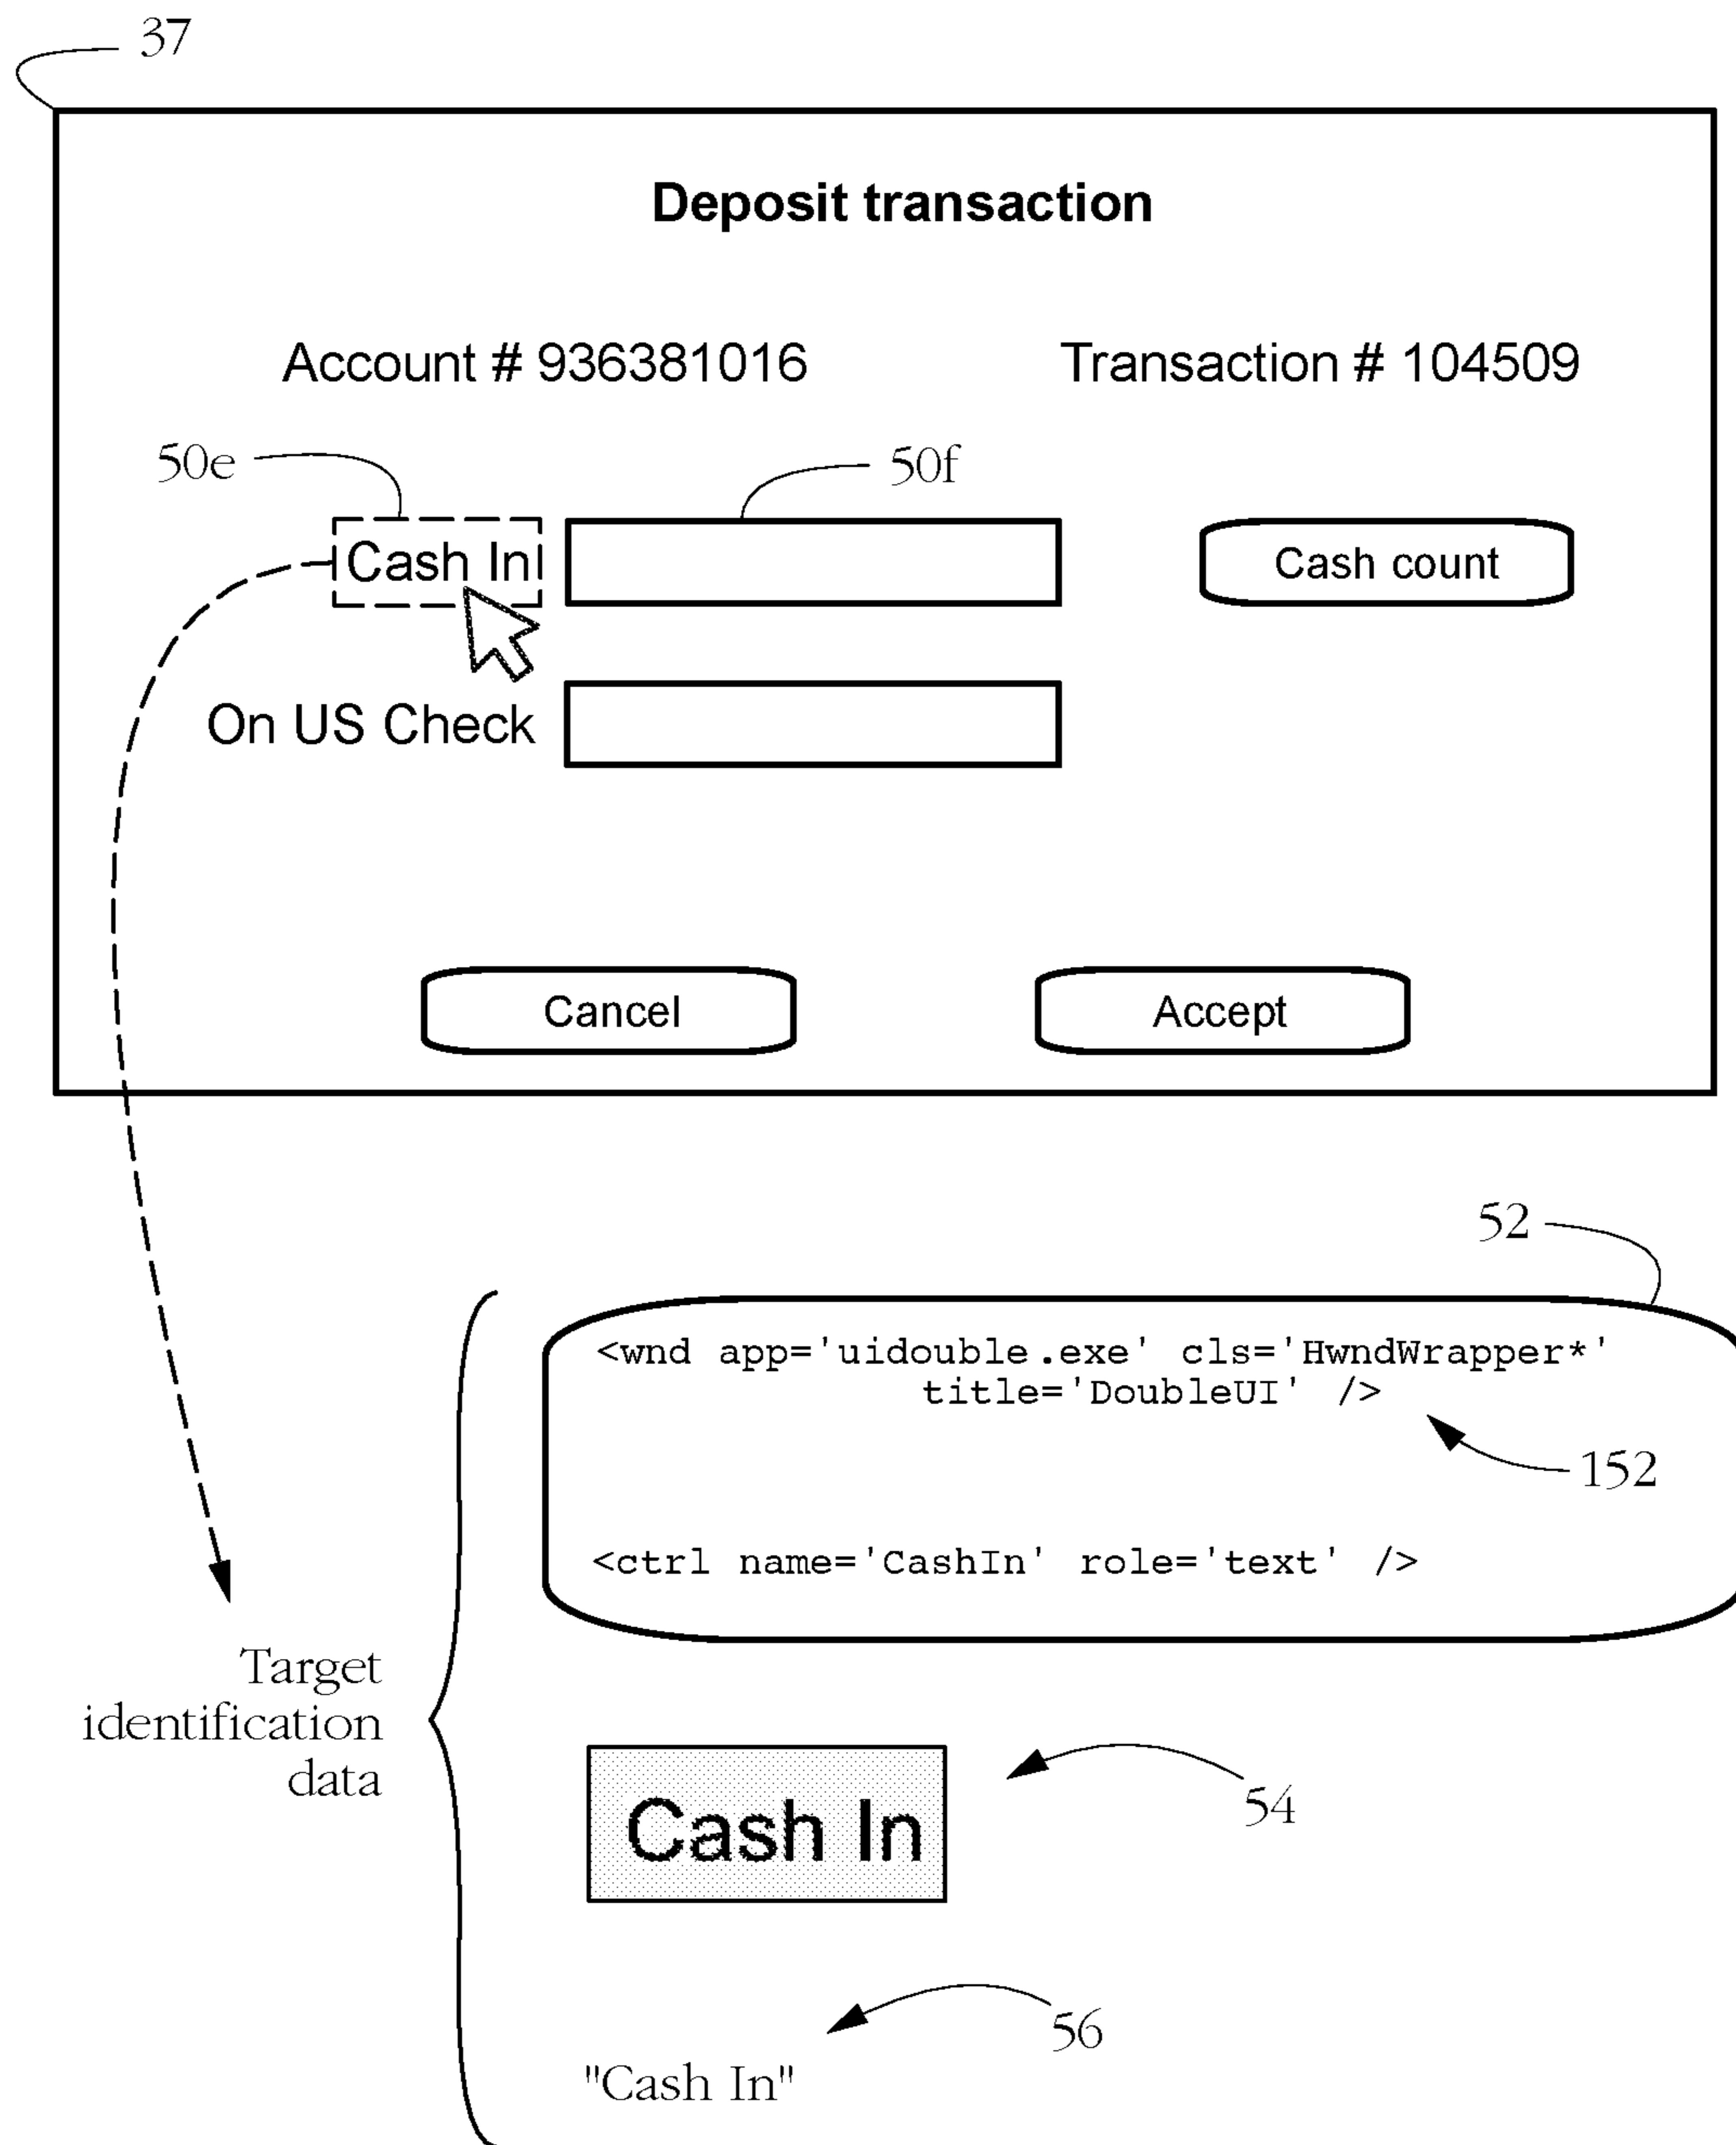 37
Deposit transaction
Account # 936381016
Transaction # 104509
50e
50f
Cash In
Cash count
On US Check
Cancel
Accept
52
<wnd app='uidouble.exe' cls='HwndWrapper*'
title='DoubleUI' />
152
<ctrl name='CashIn' role='text' />
Target
identification
data
Cash In
54
56
"Cash In"